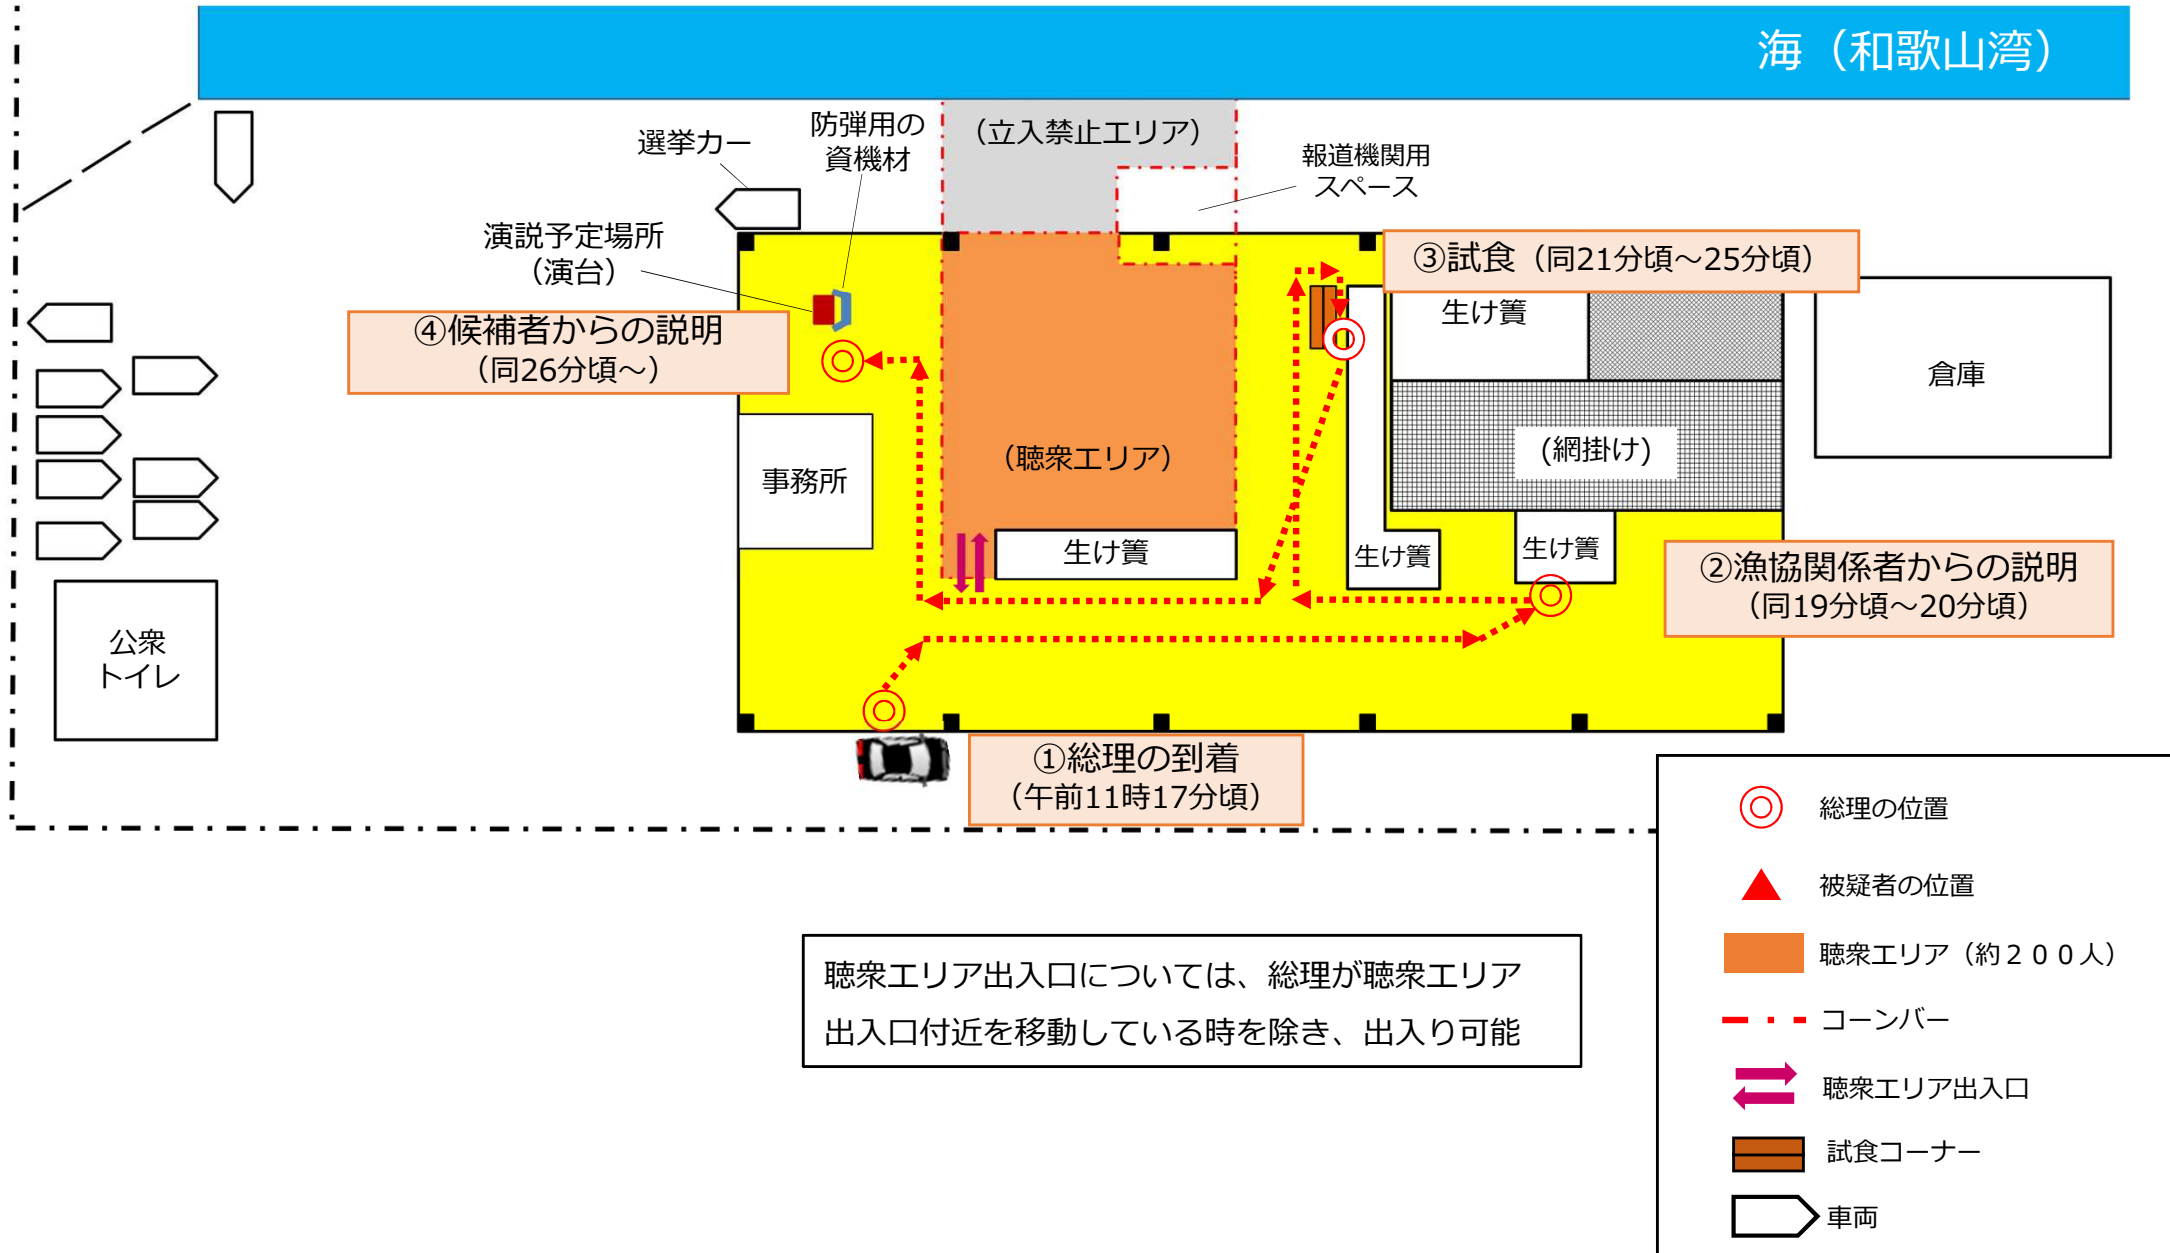 海（和歌山湾）
防弾用の
資機材
選挙カー
（立入禁止エリア）
報道機関用
スペース
演説予定場所
（演台）
③試食（同21分頃～25分頃）
④候補者からの説明
（同26分頃～）
生け簀
倉庫
(網掛け)
（聴衆エリア）
事務所
生け簀
生け簀
生け簀
②漁協関係者からの説明
（同19分頃～20分頃）
公衆
トイレ
①総理の到着
（午前11時17分頃）
総理の位置
被疑者の位置
聴衆エリア（約２００人）
コーンバー
聴衆エリア出入口
試食コーナー
車両
聴衆エリア出入口については、総理が聴衆エリア
出入口付近を移動している時を除き、出入り可能